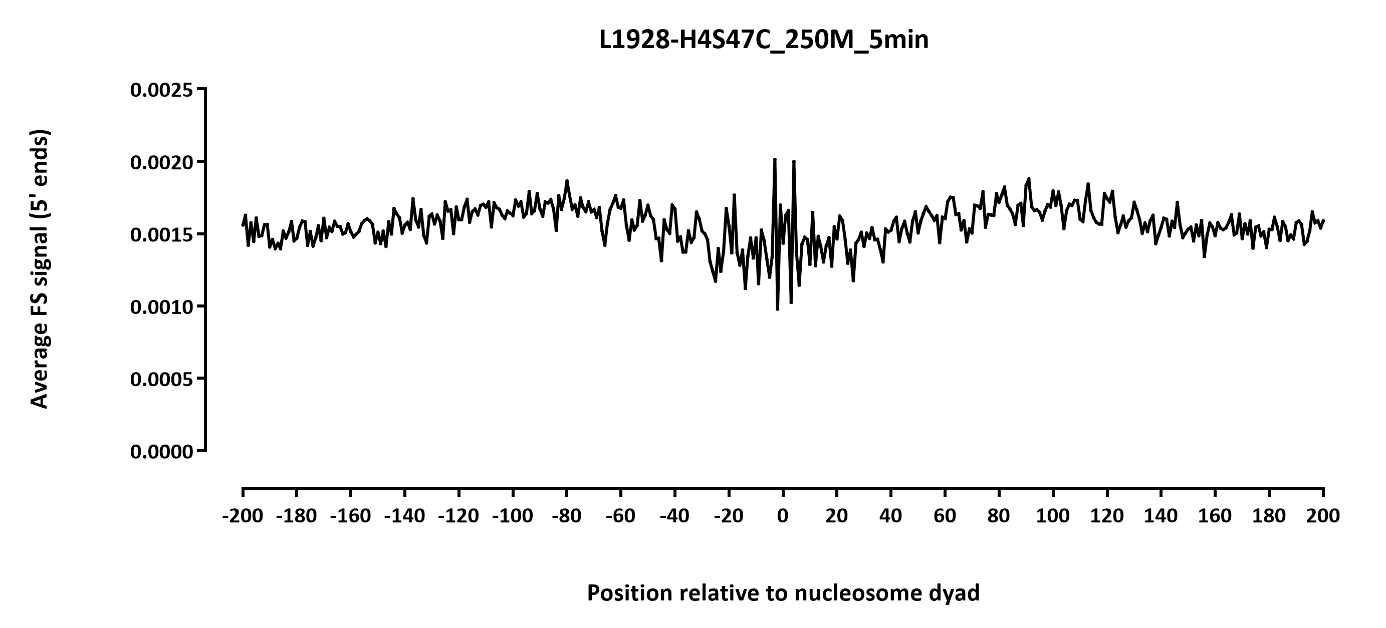 L1928-H4S47C_250M_5min
Average FS signal (5' ends)
0.0025
0.0020
0.0015
0.0010
0.0005
0.0000
-200 -180 -160 -140 -120 -100 -80 -60 -40 -20 0 20 40 60 80 100 120 140 160 180 200
Position relative to nucleosome dyad